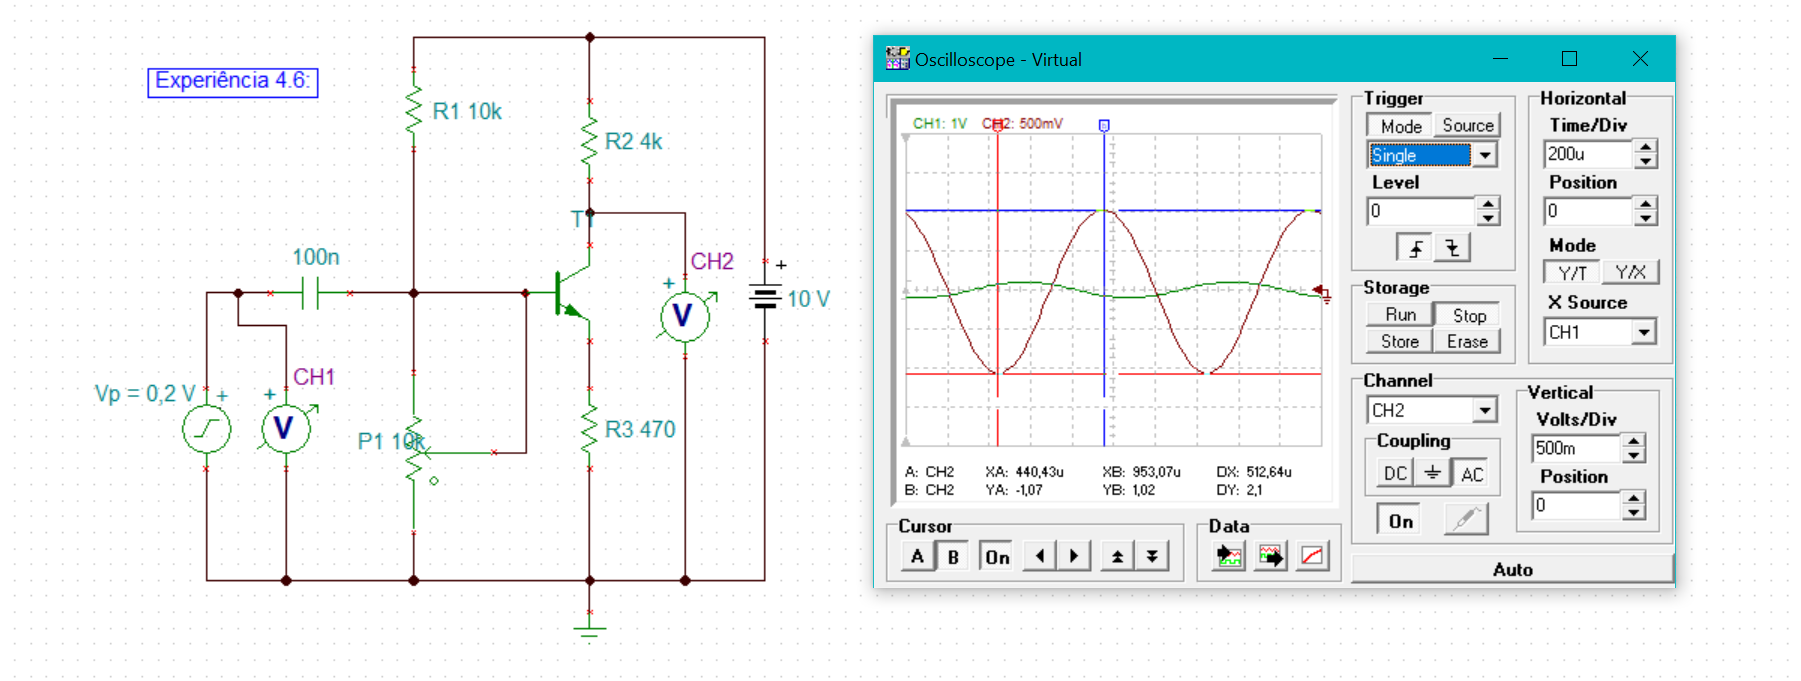 Experiência 4.6:
R1 10k
R2 4k
T1
100n
CH2
+
+
V
10 V
Vp = 0,2 V
+
+
CH1
V
P1 10k
R3 470
Oscilloscope - Virtual
CH1: 1V CH2: 500mV
A: CH2 XA: 440,43u XB: 953,07u DX: 512,64u
B: CH2 YA: -1,07 YB: 1,02 DY: 2,1
Cursor
A B On
Data
Trigger
Mode Source
Single
Level
0
Storage
Run Stop
Store Erase
Horizontal
Time/Div
200u
Position
0
Mode
Y/T Y/X
X Source
CH1
Channel
CH2
Coupling
DC AC
On
Vertical
Volts/Div
500m
Position
0
Auto